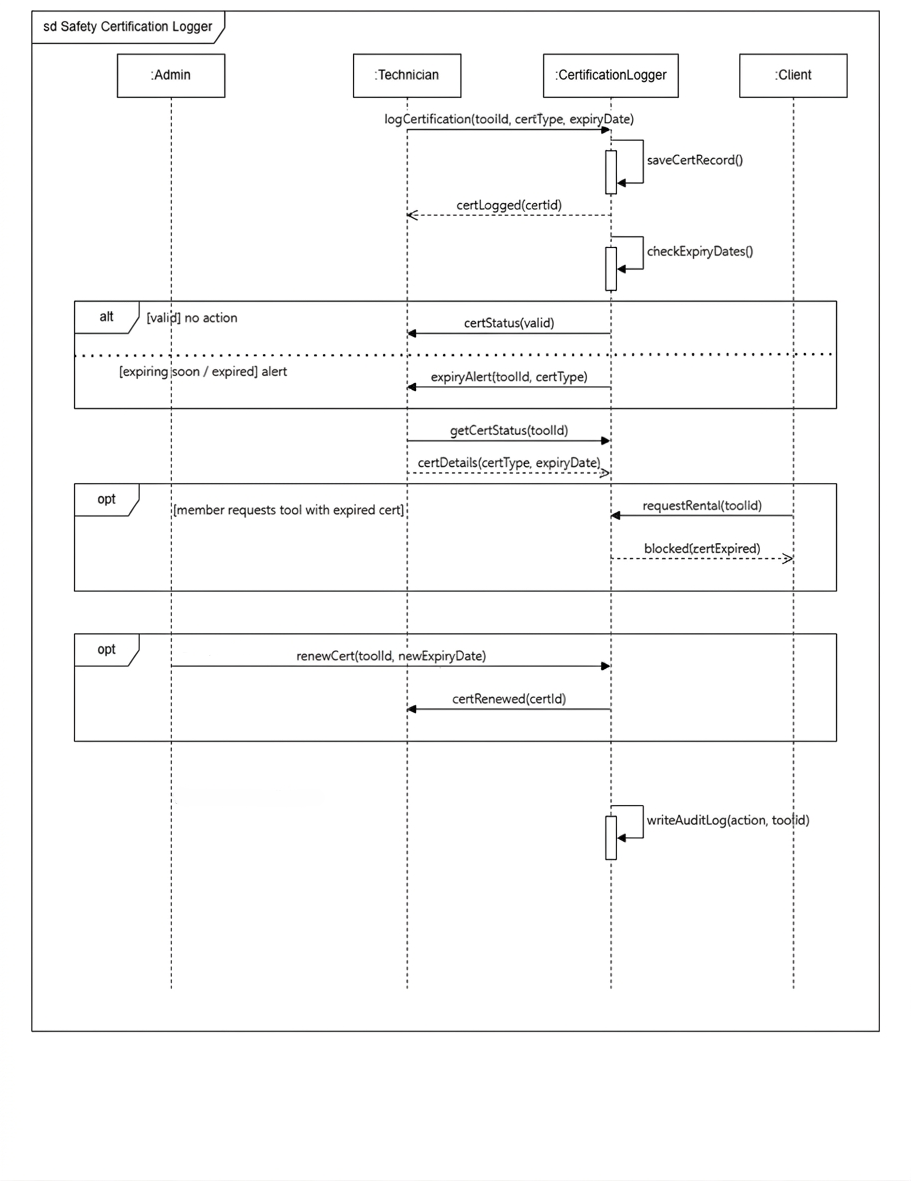 sd Safety Certification Logger
:Admin
:Technician
:CertificationLogger
:Client
logCertification(toolId, certType, expiryDate)
saveCertRecord()
certLogged(certId)
checkExpiryDates()
alt
[valid] no action
certStatus(valid)
[expiring soon / expired] alert
expiryAlert(toolId, certType)
getCertStatus(toolId)
certDetails(certType, expiryDate)
opt
[member requests tool with expired cert]
requestRental(toolId)
blocked(certExpired)
opt
renewCert(toolId, newExpiryDate)
certRenewed(certId)
writeAuditLog(action, toolId)